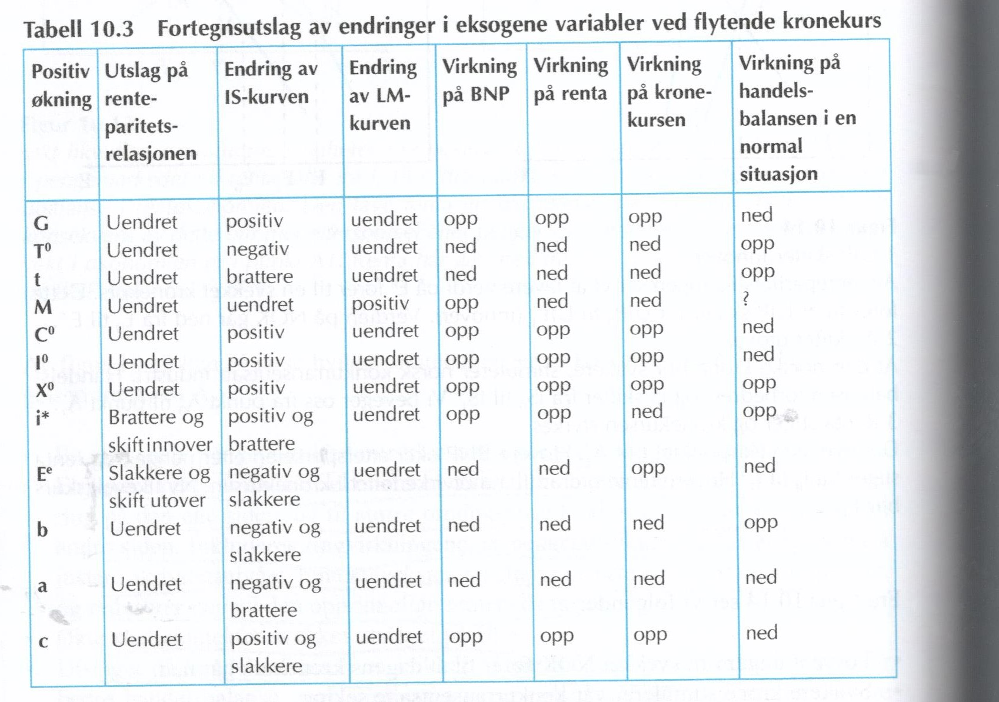 Tabell 10.3 Fortegnsutslag av endringer i eksogene variabler ved flytende kronekurs
Positiv økning | Utslag på rente-paritets-relasjonen | Endring av IS-kurven | Endring av LM-kurven | Virkning på BNP | Virkning på renta | Virkning på krone-kursen | Virkning på handels-balansen i en normal situasjon
G Uendret positiv uendret opp opp opp ned
T⁰ Uendret negativ uendret ned ned ned opp
t Uendret brattere uendret ned ned ned opp
M Uendret uendret positiv opp ned ned ?
C⁰ Uendret positiv uendret opp opp opp ned
I⁰ Uendret positiv uendret opp opp opp ned
X⁰ Uendret positiv uendret opp opp opp opp
i* Brattere og positiv og uendret opp opp ned opp
skift innover brattere
Eᵉ Slakkere og negativ og uendret ned ned opp ned
skift utover slakkere
b Uendret negativ og uendret ned ned ned opp
slakkere
a Uendret negativ og uendret ned ned ned ned
brattere
c Uendret positiv og uendret opp opp opp ned
slakkere